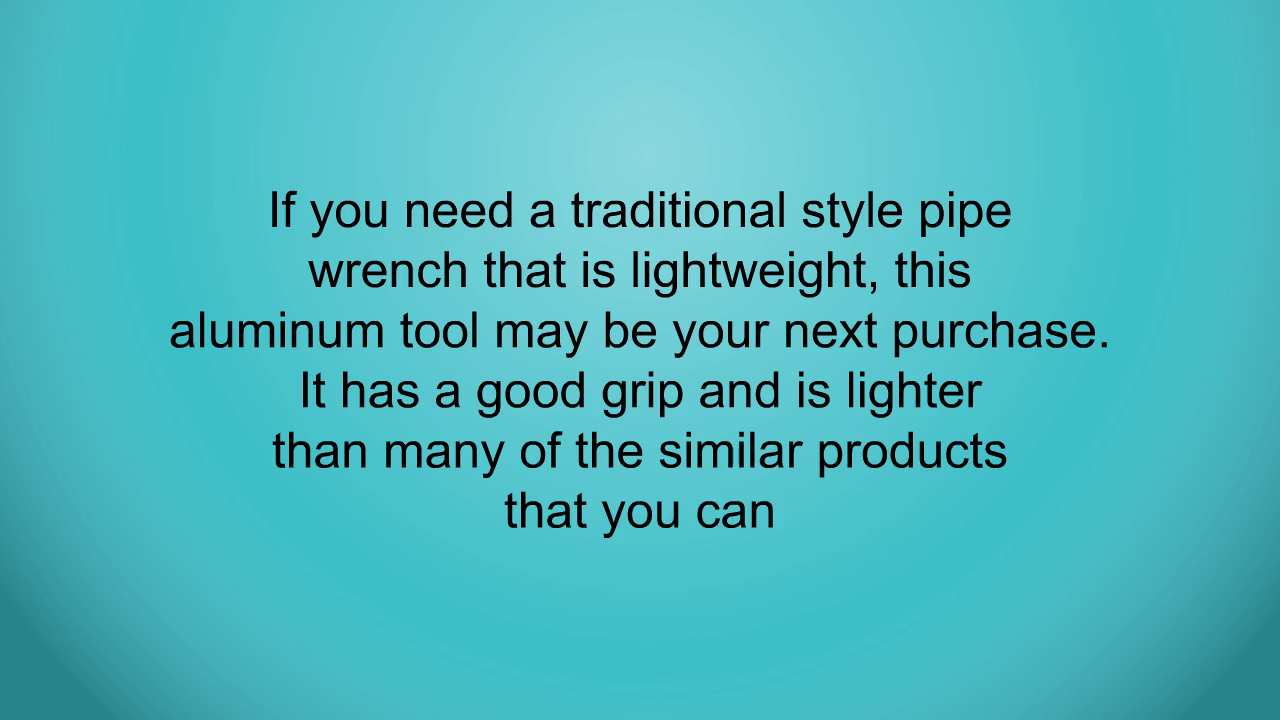 If you need a traditional style pipe
wrench that is lightweight, this
aluminum tool may be your next purchase.
It has a good grip and is lighter
than many of the similar products
that you can